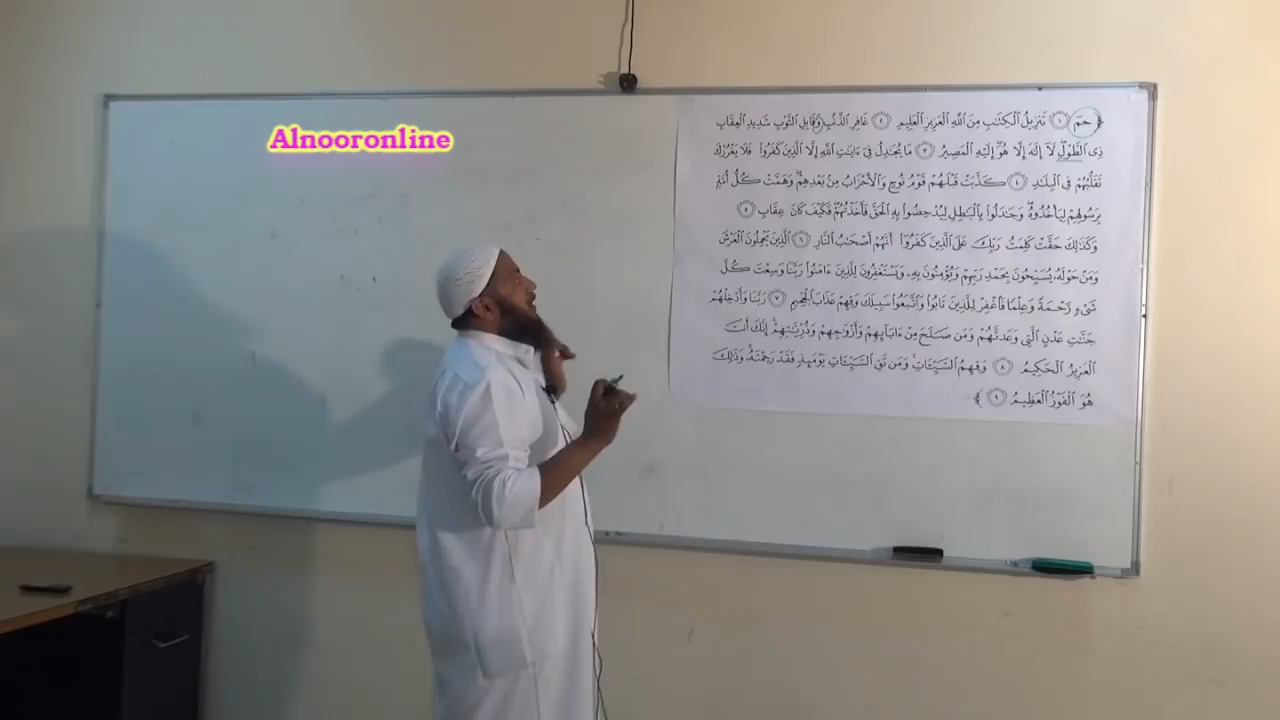 Alnooronline
﴿حمٓ ١ تَنزِيلُ ٱلۡكِتَٰبِ مِنَ ٱللَّهِ ٱلۡعَزِيزِ ٱلۡعَلِيمِ ٢ غَافِرِ ٱلذَّنۢبِ وَقَابِلِ ٱلتَّوۡبِ شَدِيدِ ٱلۡعِقَابِ
ذِي ٱلطَّوۡلِۖ لَآ إِلَٰهَ إِلَّا هُوَۖ إِلَيۡهِ ٱلۡمَصِيرُ ٣ مَا يُجَٰدِلُ فِيٓ ءَايَٰتِ ٱللَّهِ إِلَّا ٱلَّذِينَ كَفَرُواْ فَلَا يَغۡرُرۡكَ
تَقَلُّبُهُمۡ فِي ٱلۡبِلَٰدِ ٤ كَذَّبَتۡ قَبۡلَهُمۡ قَوۡمُ نُوحٖ وَٱلۡأَحۡزَابُ مِنۢ بَعۡدِهِمۡۖ وَهَمَّتۡ كُلُّ أُمَّةِۭ
بِرَسُولِهِمۡ لِيَأۡخُذُوهُۖ وَجَٰدَلُواْ بِٱلۡبَٰطِلِ لِيُدۡحِضُواْ بِهِ ٱلۡحَقَّ فَأَخَذۡتُهُمۡۖ فَكَيۡفَ كَانَ عِقَابِ ٥
وَكَذَٰلِكَ حَقَّتۡ كَلِمَتُ رَبِّكَ عَلَى ٱلَّذِينَ كَفَرُوٓاْ أَنَّهُمۡ أَصۡحَٰبُ ٱلنَّارِ ٦ ٱلَّذِينَ يَحۡمِلُونَ ٱلۡعَرۡشَ
وَمَنۡ حَوۡلَهُۥ يُسَبِّحُونَ بِحَمۡدِ رَبِّهِمۡ وَيُؤۡمِنُونَ بِهِۦ وَيَسۡتَغۡفِرُونَ لِلَّذِينَ ءَامَنُواْۖ رَبَّنَا وَسِعۡتَ كُلَّ
شَيۡءٖ رَّحۡمَةٗ وَعِلۡمٗا فَٱغۡفِرۡ لِلَّذِينَ تَابُواْ وَٱتَّبَعُواْ سَبِيلَكَ وَقِهِمۡ عَذَابَ ٱلۡجَحِيمِ ٧ رَبَّنَا وَأَدۡخِلۡهُمۡ
جَنَّٰتِ عَدۡنٍ ٱلَّتِي وَعَدتَّهُمۡ وَمَن صَلَحَ مِنۡ ءَابَآئِهِمۡ وَأَزۡوَٰجِهِمۡ وَذُرِّيَّٰتِهِمۡۚ إِنَّكَ أَنتَ
ٱلۡعَزِيزُ ٱلۡحَكِيمُ ٨ وَقِهِمُ ٱلسَّيِّـَٔاتِۚ وَمَن تَقِ ٱلسَّيِّـَٔاتِ يَوۡمَئِذٖ فَقَدۡ رَحِمۡتَهُۥۚ وَذَٰلِكَ
هُوَ ٱلۡفَوۡزُ ٱلۡعَظِيمُ ٩﴾